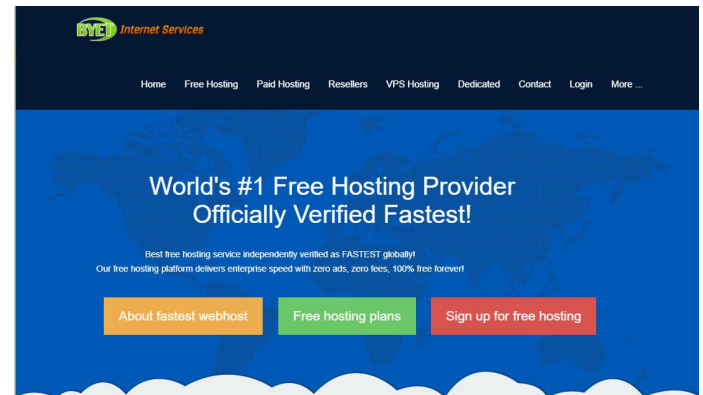 BYET Internet Services
Home Free Hosting Paid Hosting Resellers VPS Hosting Dedicated Contact Login More ...
World's #1 Free Hosting Provider
Officially Verified Fastest!
Best free hosting service independently verified as FASTEST globally!
Our free hosting platform delivers enterprise speed with zero ads, zero fees, 100% free forever!
About fastest webhost Free hosting plans Sign up for free hosting